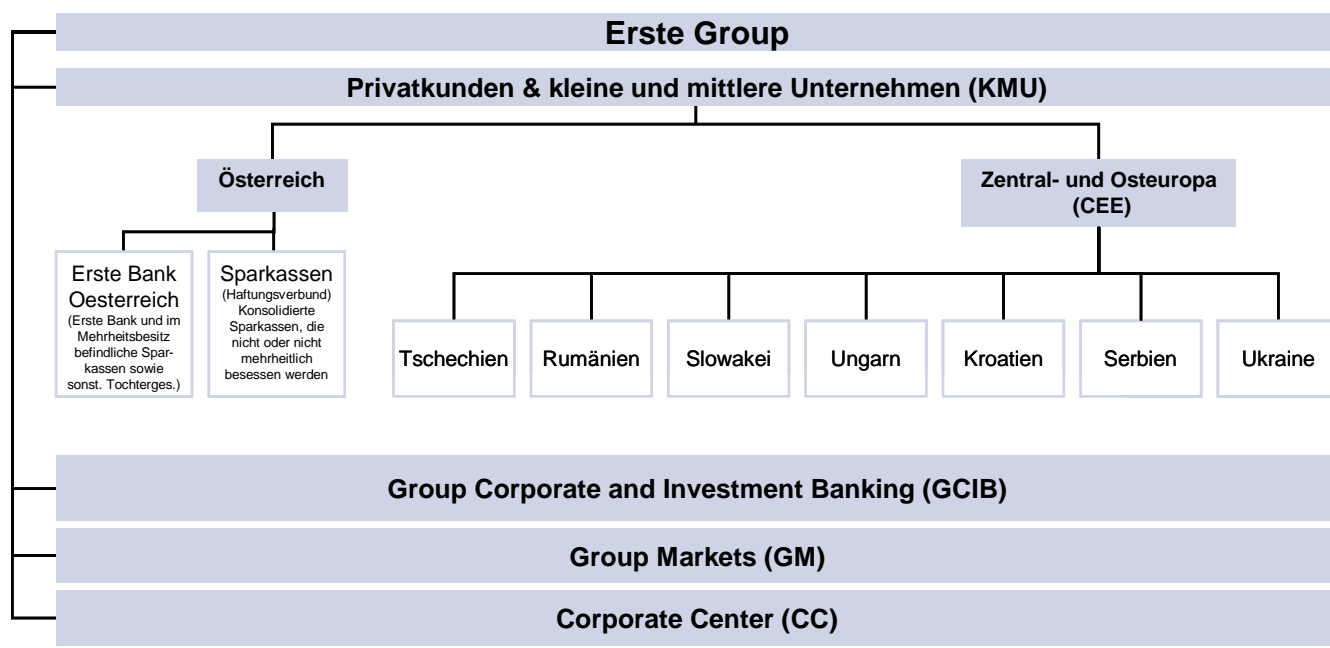 Erste Group
Privatkunden & kleine und mittlere Unternehmen (KMU)
Österreich
Zentral- und Osteuropa
(CEE)
Erste Bank
Oesterreich
(Erste Bank und im
Mehrheitsbesitz
befindliche Spar-
kassen sowie
sonst. Tochterges.)
Sparkassen
(Haftungsverbund)
Konsolidierte
Sparkassen, die
nicht oder nicht
mehrheitlich
besessen werden
Tschechien
Rumänien
Slowakei
Ungarn
Kroatien
Serbien
Ukraine
Group Corporate and Investment Banking (GCIB)
Group Markets (GM)
Corporate Center (CC)